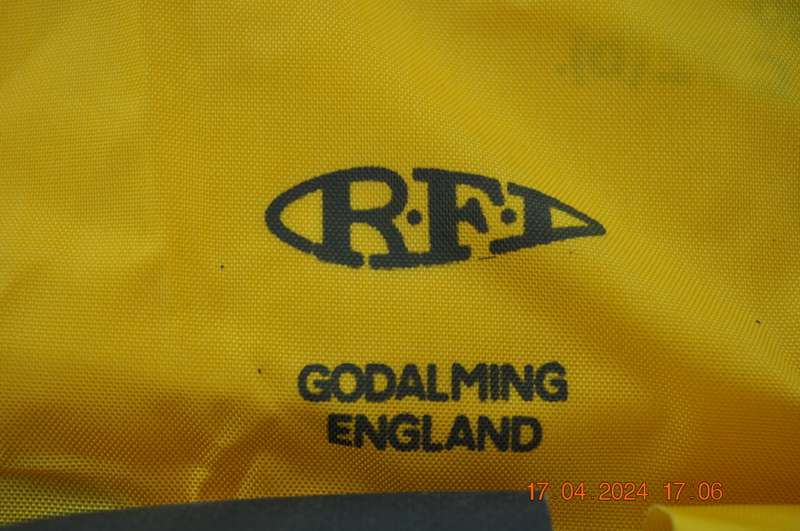 R·F·D
GODALMING
ENGLAND
17 04 2024 17 06